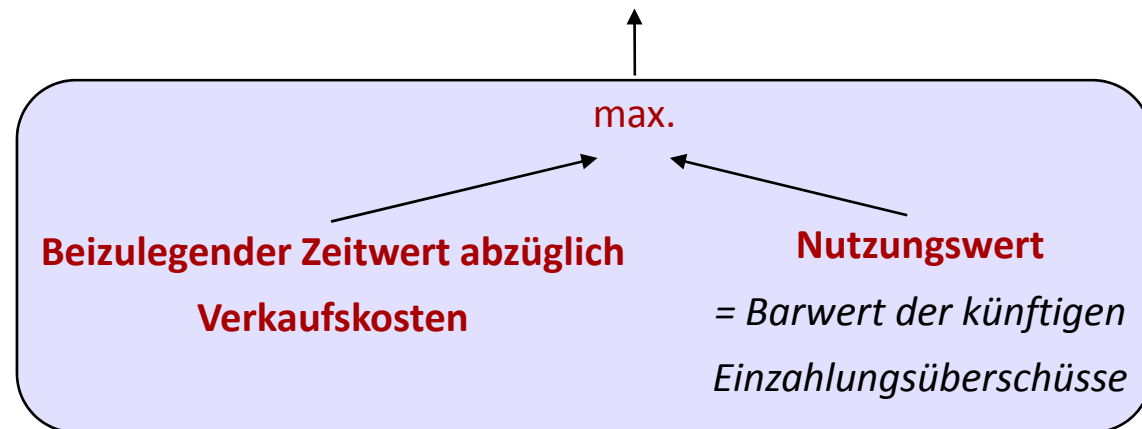 max.
Beizulegender Zeitwert abzüglich
Verkaufskosten
Nutzungswert
= Barwert der künftigen
Einzahlungsüberschüsse